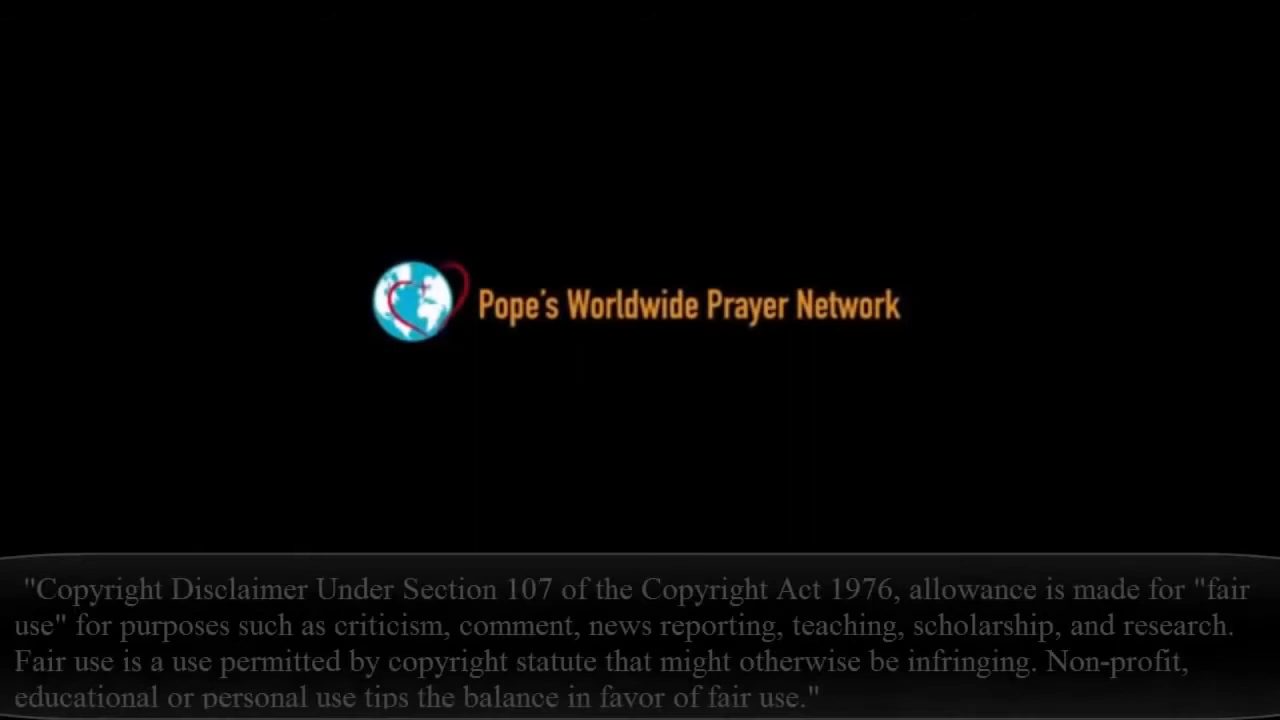 Pope's Worldwide Prayer Network
"Copyright Disclaimer Under Section 107 of the Copyright Act 1976, allowance is made for "fair
use" for purposes such as criticism, comment, news reporting, teaching, scholarship, and research.
Fair use is a use permitted by copyright statute that might otherwise be infringing. Non-profit,
educational or personal use tips the balance in favor of fair use."